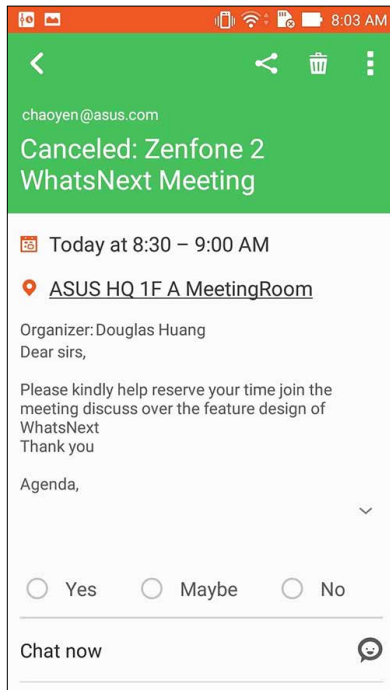 8:03 AM
chaoyen@asus.com
Canceled: Zenfone 2
WhatsNext Meeting
Today at 8:30 – 9:00 AM
ASUS HQ 1F A MeetingRoom
Organizer: Douglas Huang
Dear sirs,
Please kindly help reserve your time join the
meeting discuss over the feature design of
WhatsNext
Thank you
Agenda,
Yes Maybe No
Chat now